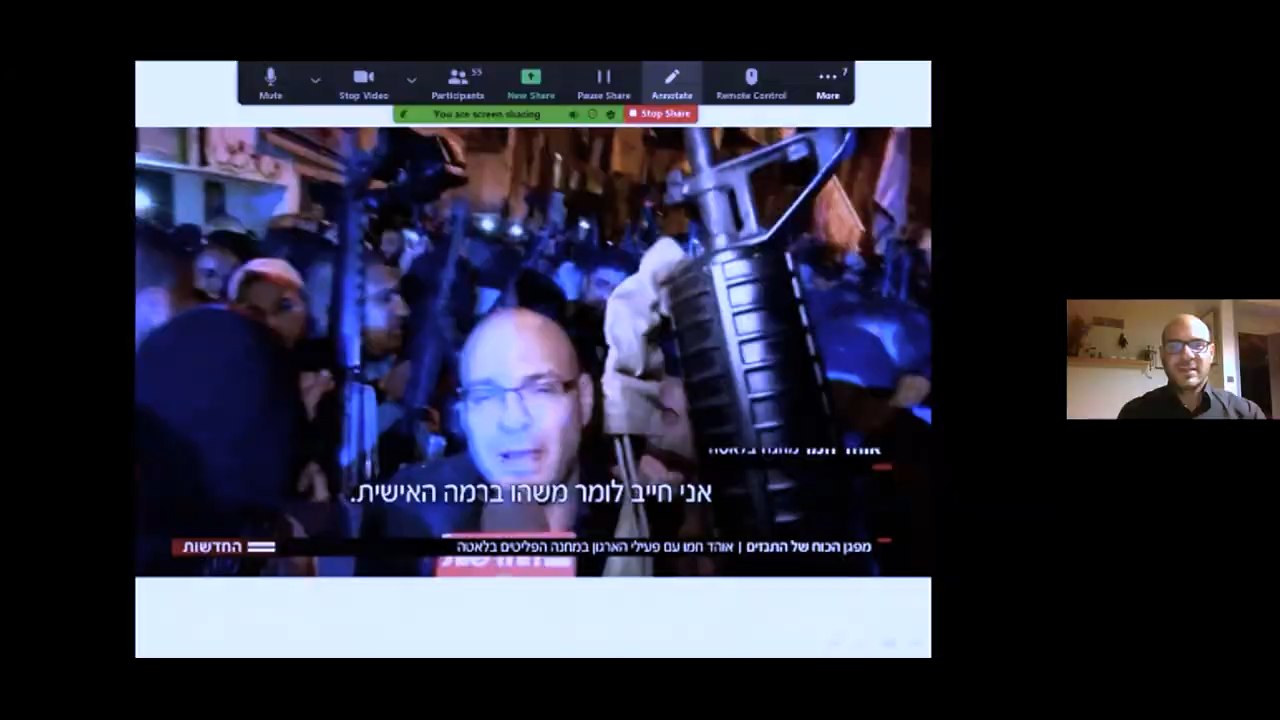 55
7
Mute
Stop Video
Participants
New Share
Pause Share
Annotate
Remote Control
More
You are screen sharing
Stop Share
אוהד חמו מחנה בלאטה
אני חייב לומר משהו ברמה האישית.
מפגן הכוח של התנזים | אוהד חמו עם פעילי הארגון במחנה הפליטים בלאטה
החדשות